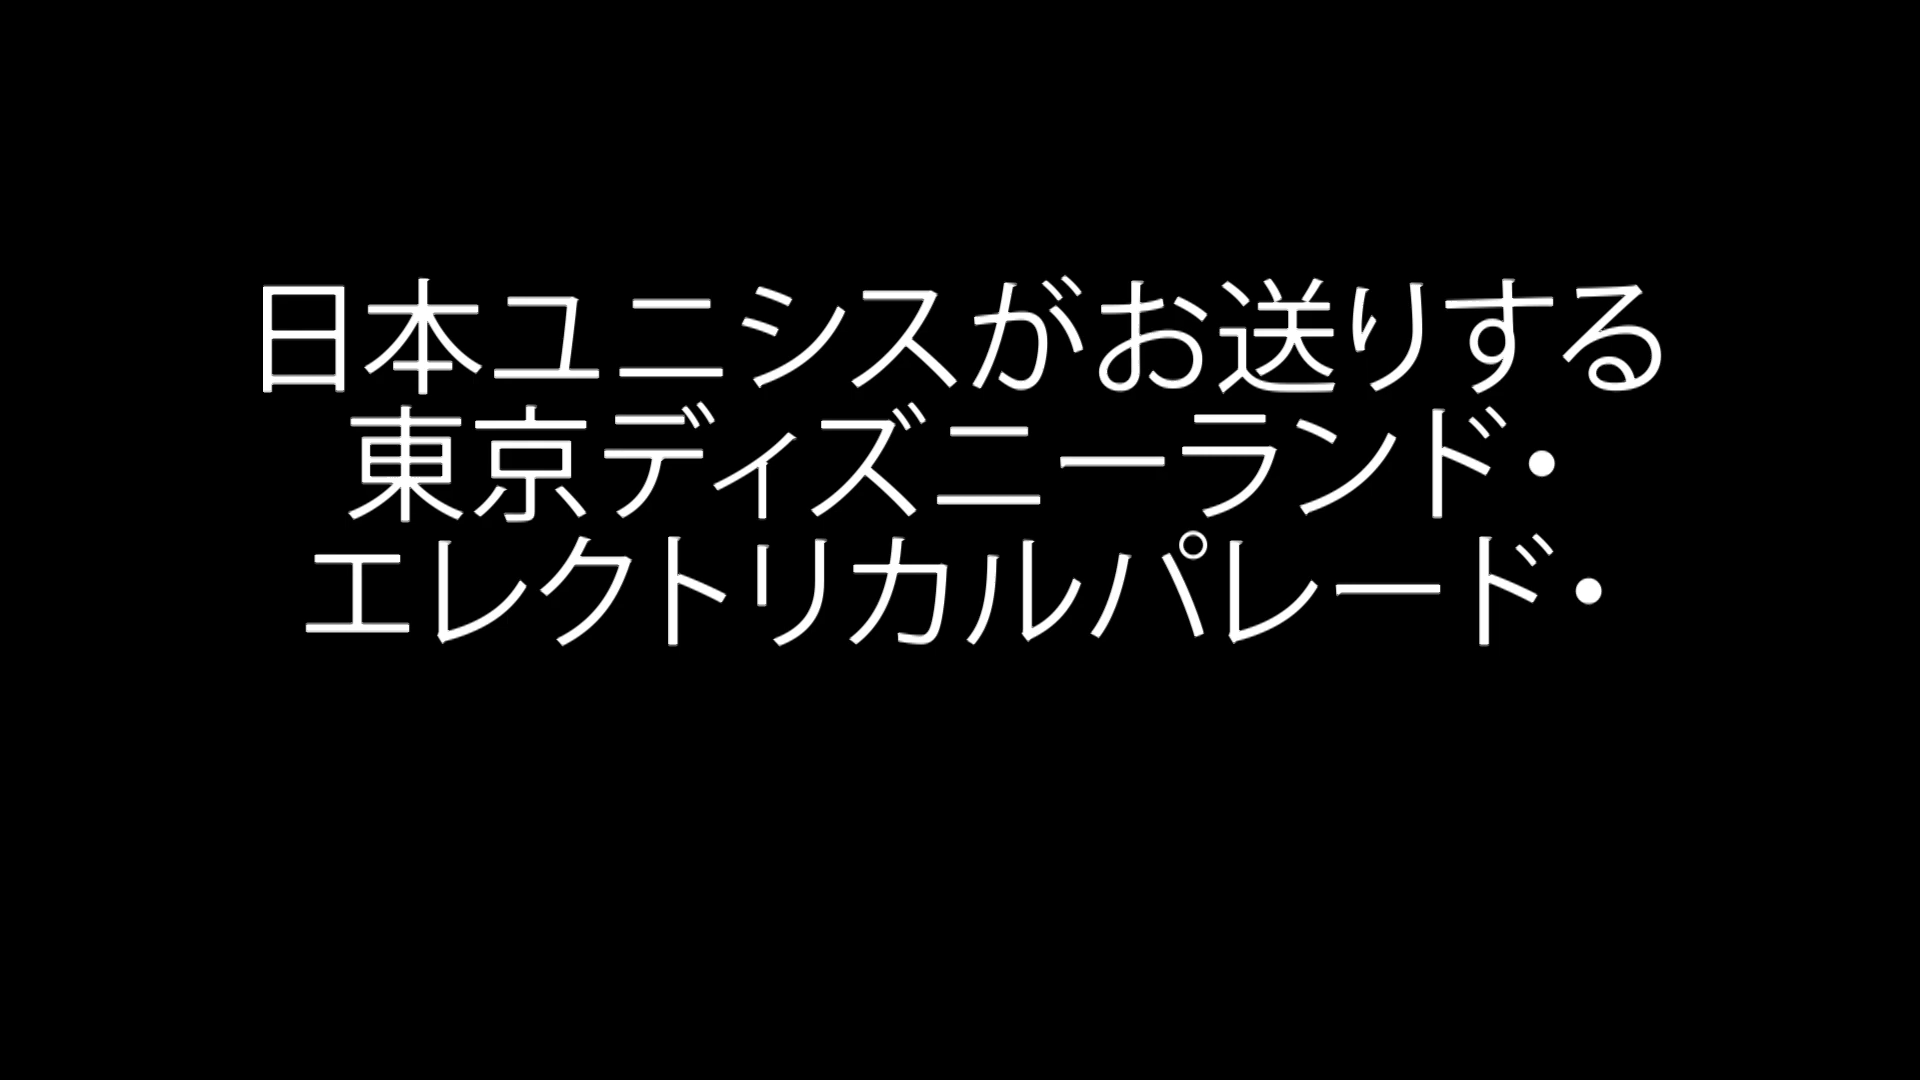 日本ユニシスがお送りする
東京ディズニーランド・
エレクトリカルパレード・